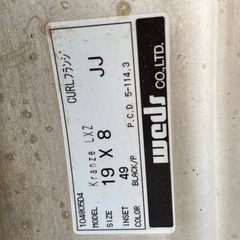 weds CO.,LTD.
10480504
CURLフランジ
MODEL Kranze LXZ
SIZE 19 X 8 JJ
INSET 49 P.C.D 5-114.3
COLOR BLACK/P